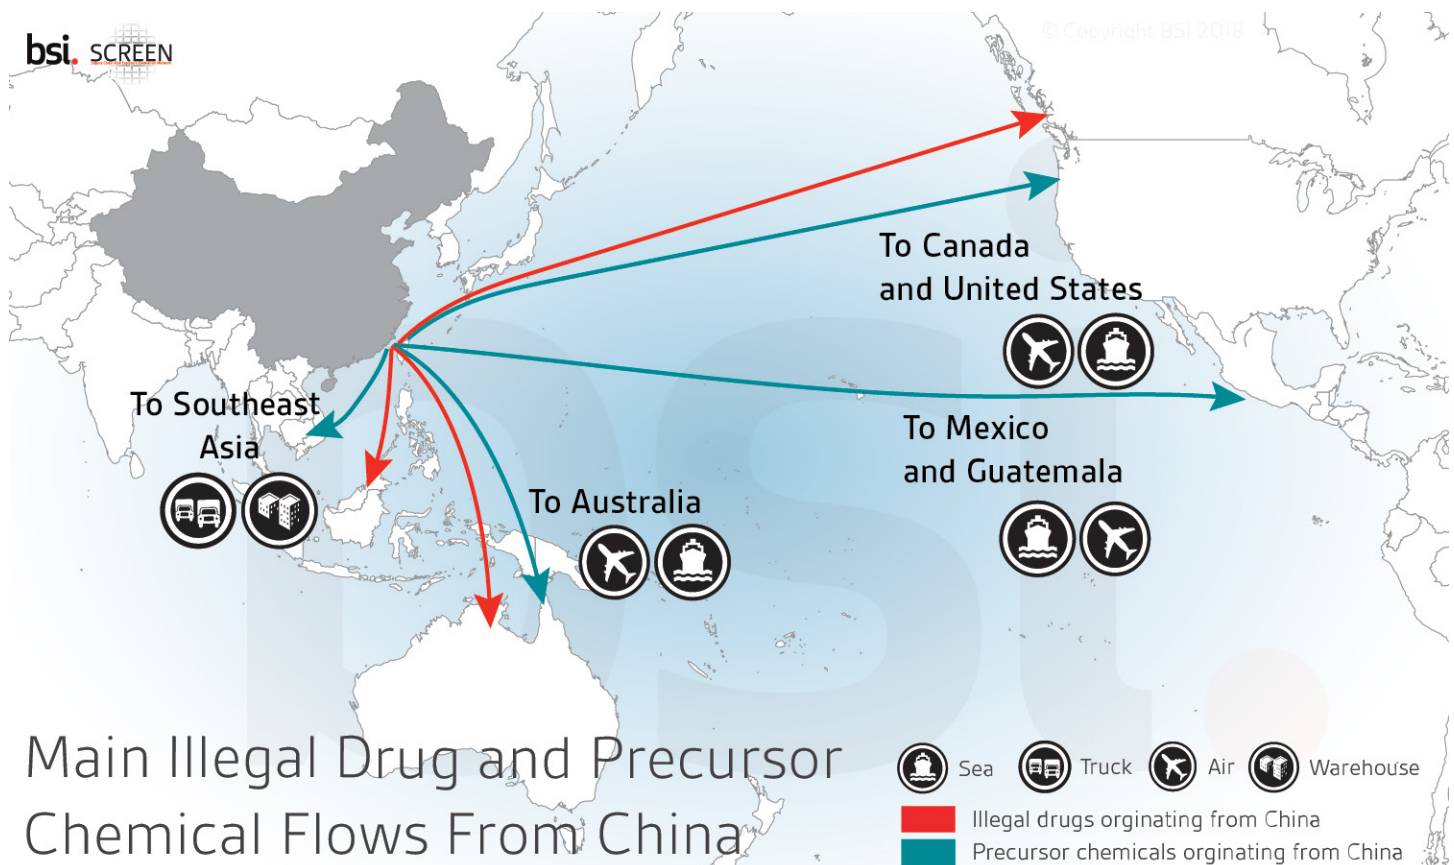 bsi. SCREEN
© Copyright BSI 2018
To Canada
and United States
To Southeast
Asia
To Mexico
and Guatemala
To Australia
Main Illegal Drug and Precursor
Chemical Flows From China
Sea
Truck
Air
Warehouse
Illegal drugs orginating from China
Precursor chemicals orginating from China
bsi.